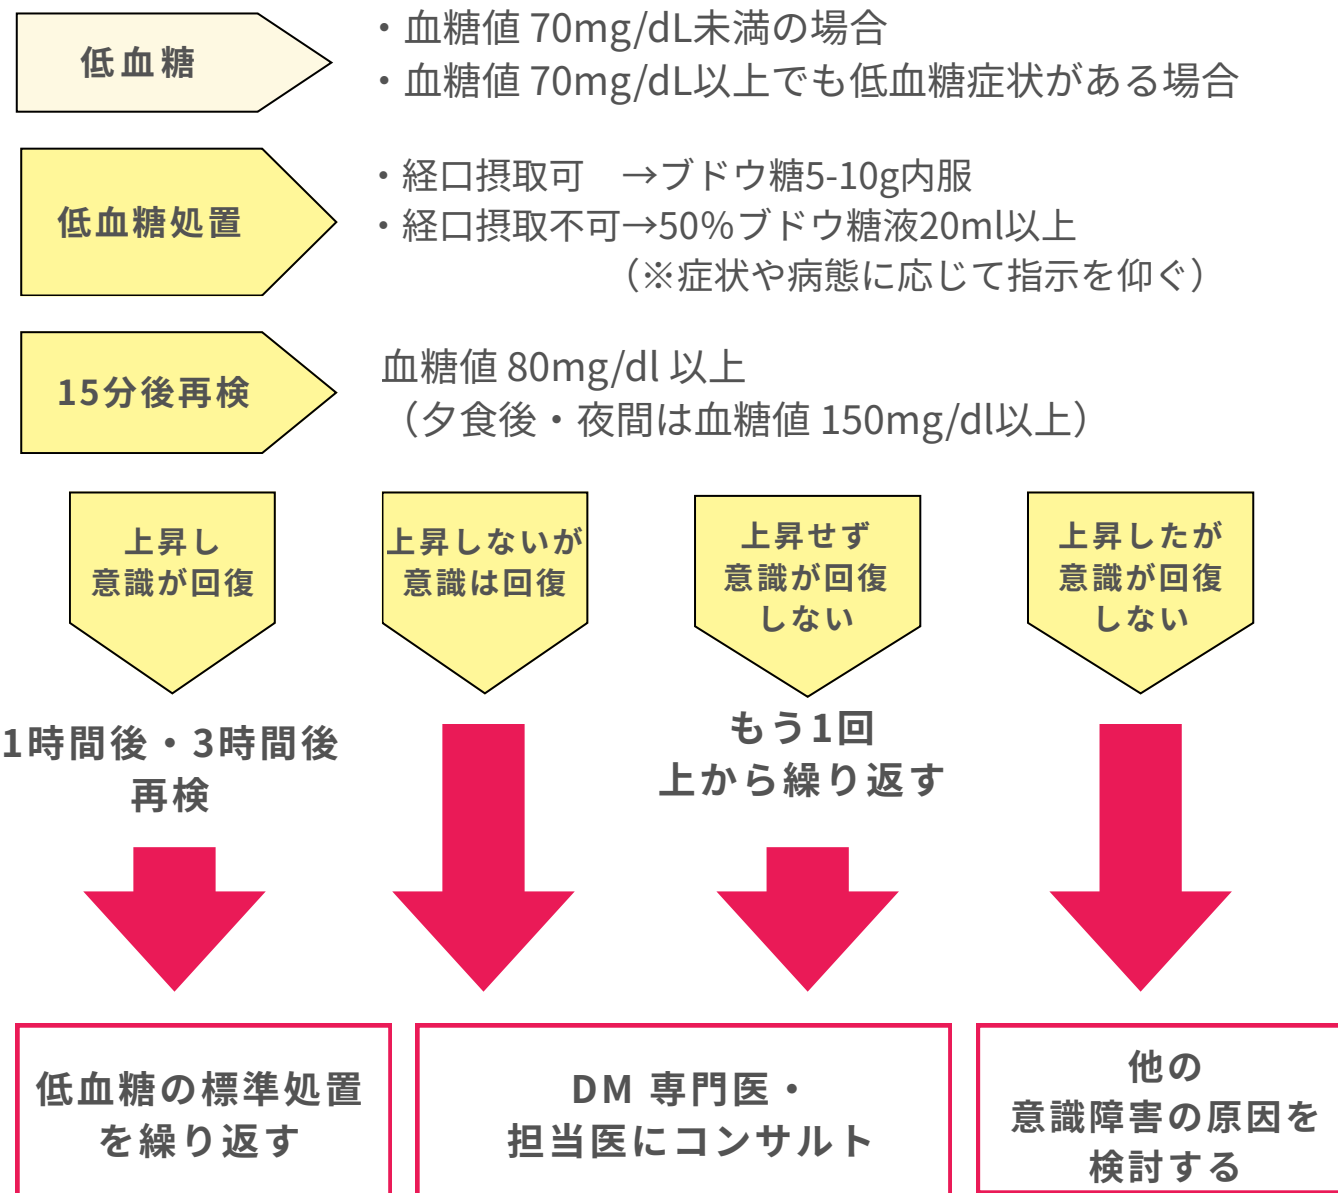 低血糖
・血糖値 70mg/dL未満の場合
・血糖値 70mg/dL以上でも低血糖症状がある場合
低血糖処置
・経口摂取可　→ブドウ糖5-10g内服
・経口摂取不可→50%ブドウ糖液20ml以上
（※症状や病態に応じて指示を仰ぐ）
15分後再検
血糖値 80mg/dl 以上
（夕食後・夜間は血糖値 150mg/dl以上）
上昇し
意識が回復
上昇しないが
意識は回復
上昇せず
意識が回復
しない
上昇したが
意識が回復
しない
1時間後・3時間後
再検
もう1回
上から繰り返す
低血糖の標準処置
を繰り返す
DM 専門医・
担当医にコンサルト
他の
意識障害の原因を
検討する